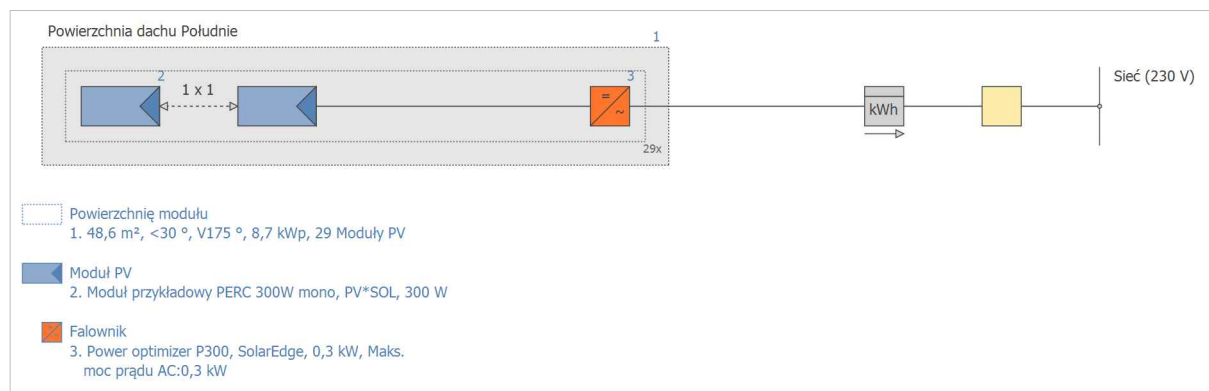 Powierzchnia dachu Południe
1
2
1 x 1
3
=
~
kWh
29x
Sieć (230 V)
Powierzchnię modułu
1. 48,6 m², <30 °, V175 °, 8,7 kWp, 29 Moduły PV
Moduł PV
2. Moduł przykładowy PERC 300W mono, PV*SOL, 300 W
Falownik
3. Power optimizer P300, SolarEdge, 0,3 kW, Maks.
moc prądu AC:0,3 kW